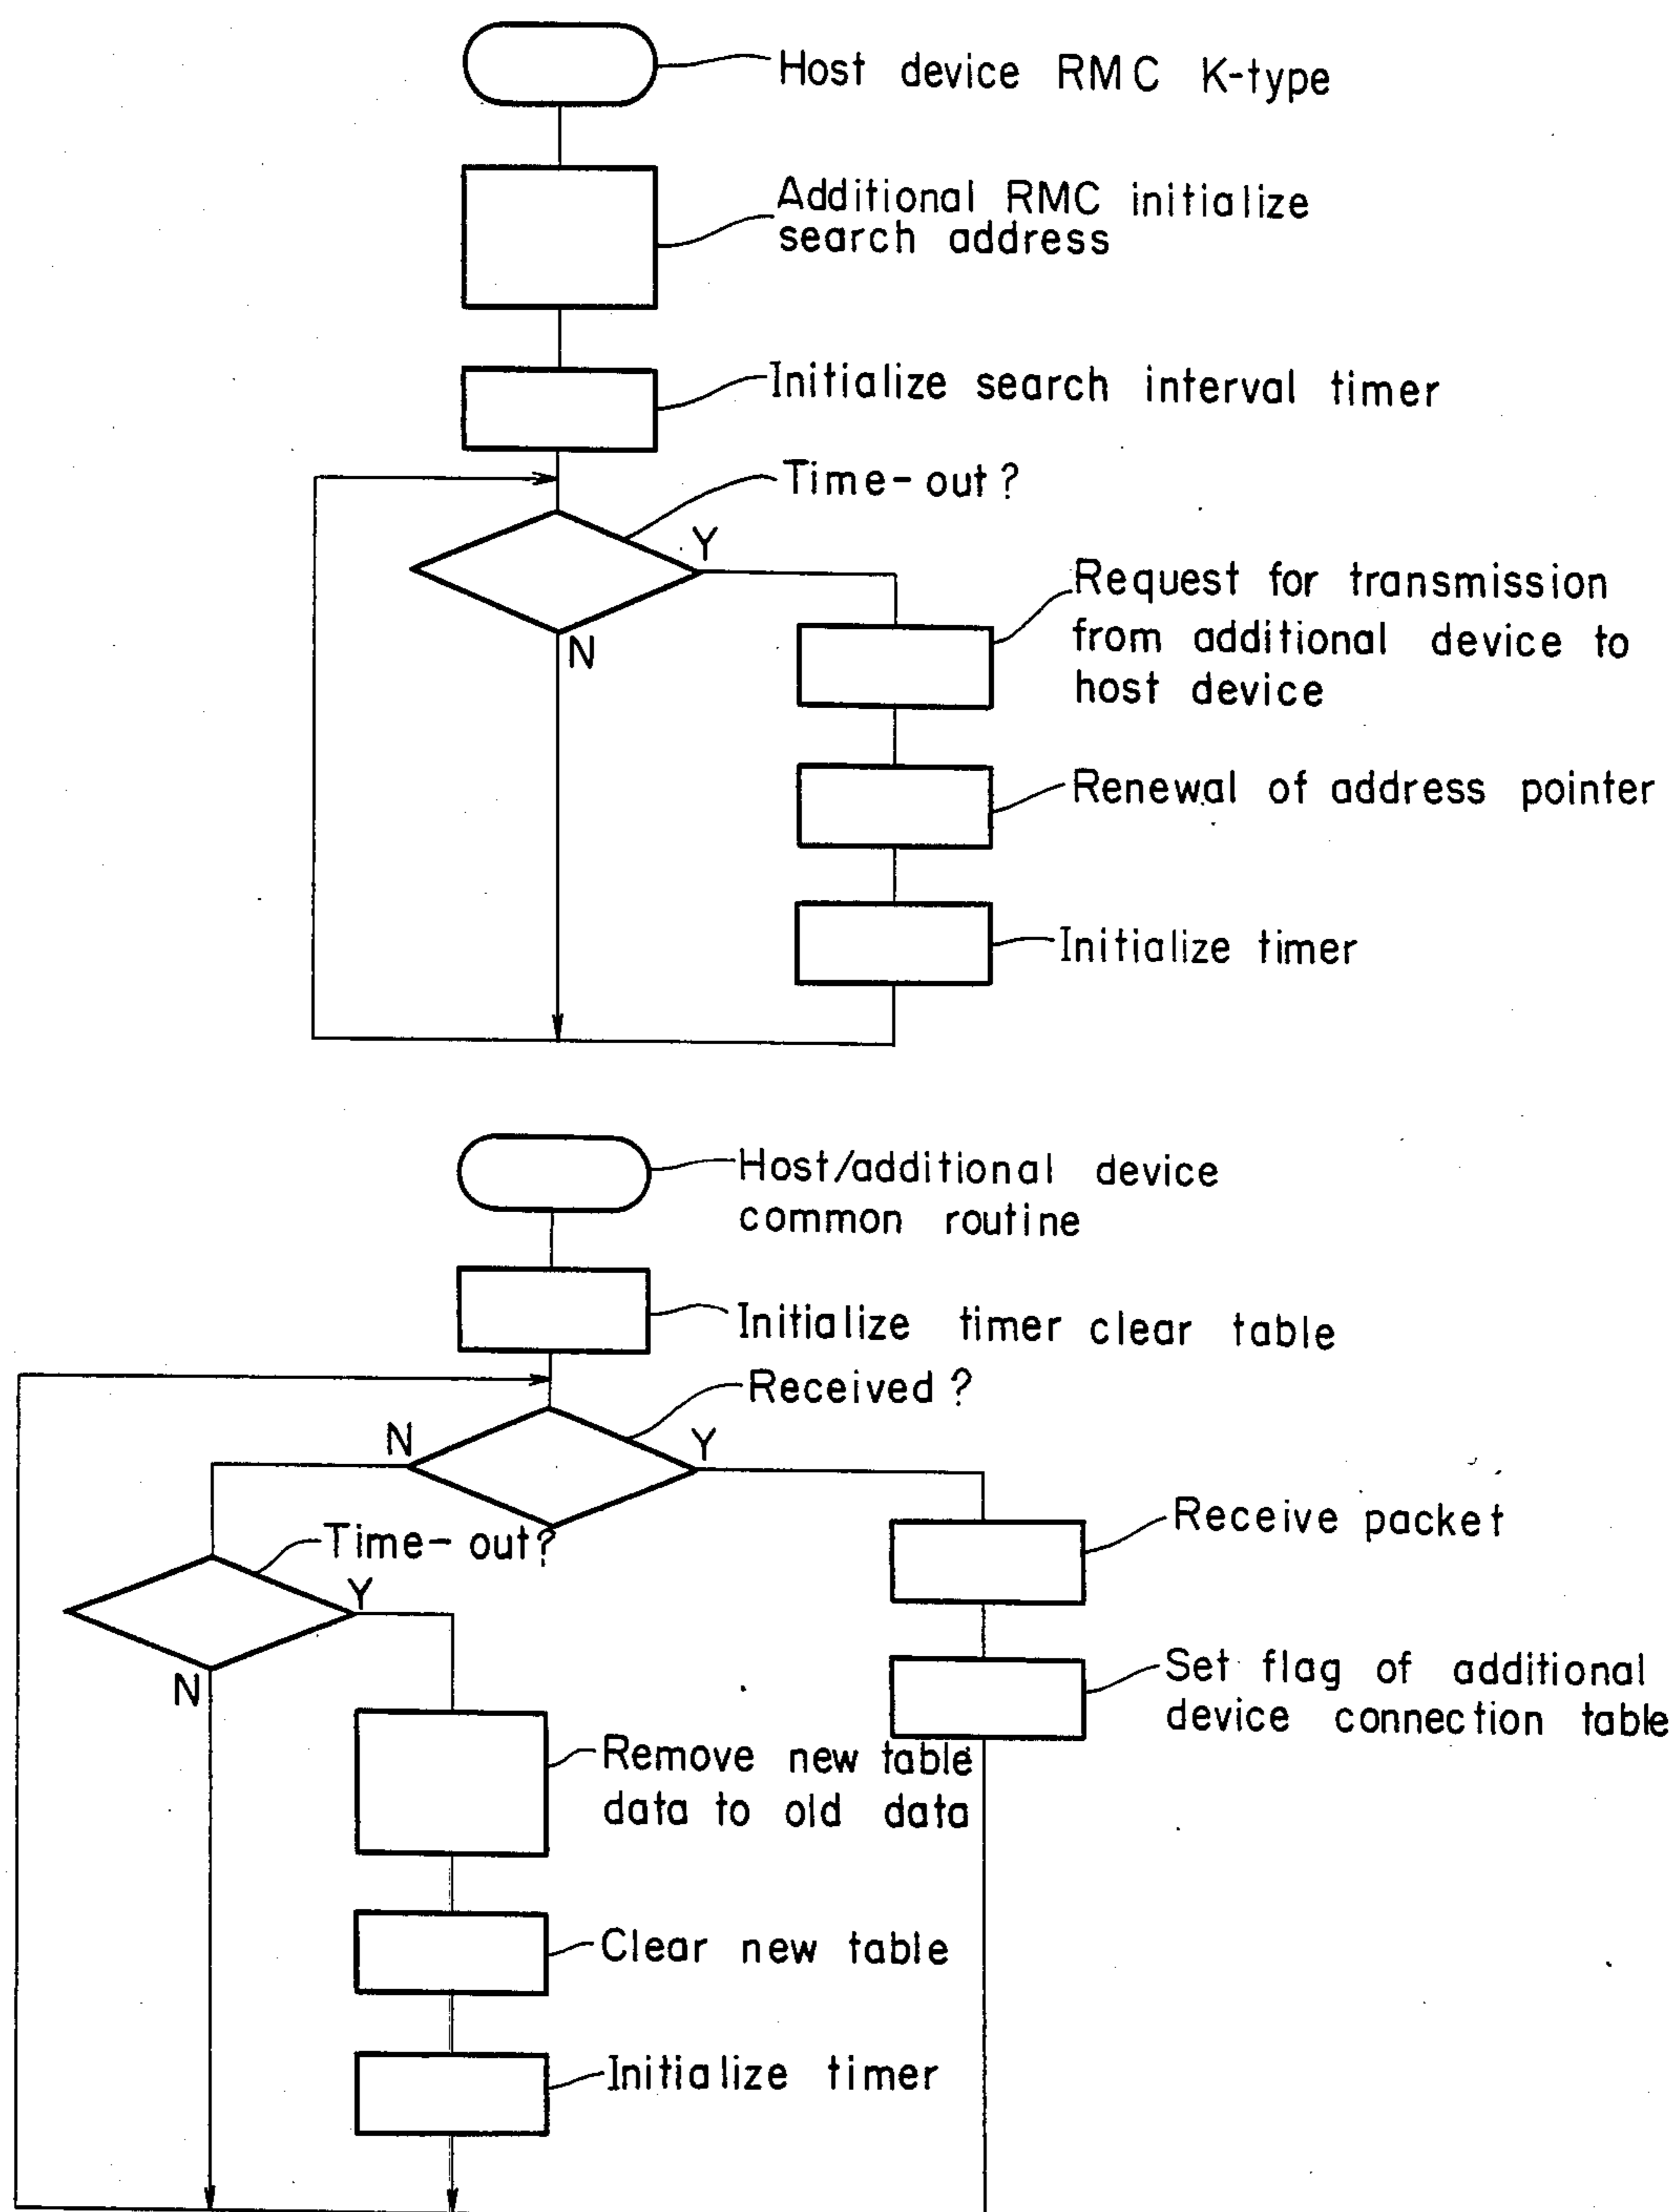 Host device RMC K-type
Additional RMC initialize
search address
Initialize search interval timer
Time-out?
Y
N
Request for transmission
from additional device to
host device
Renewal of address pointer
Initialize timer
Host/additional device
common routine
Initialize timer clear table
Received?
N
Y
Receive packet
Time-out?
Y
N
Set flag of additional
device connection table
Remove new table
data to old data
Clear new table
Initialize timer